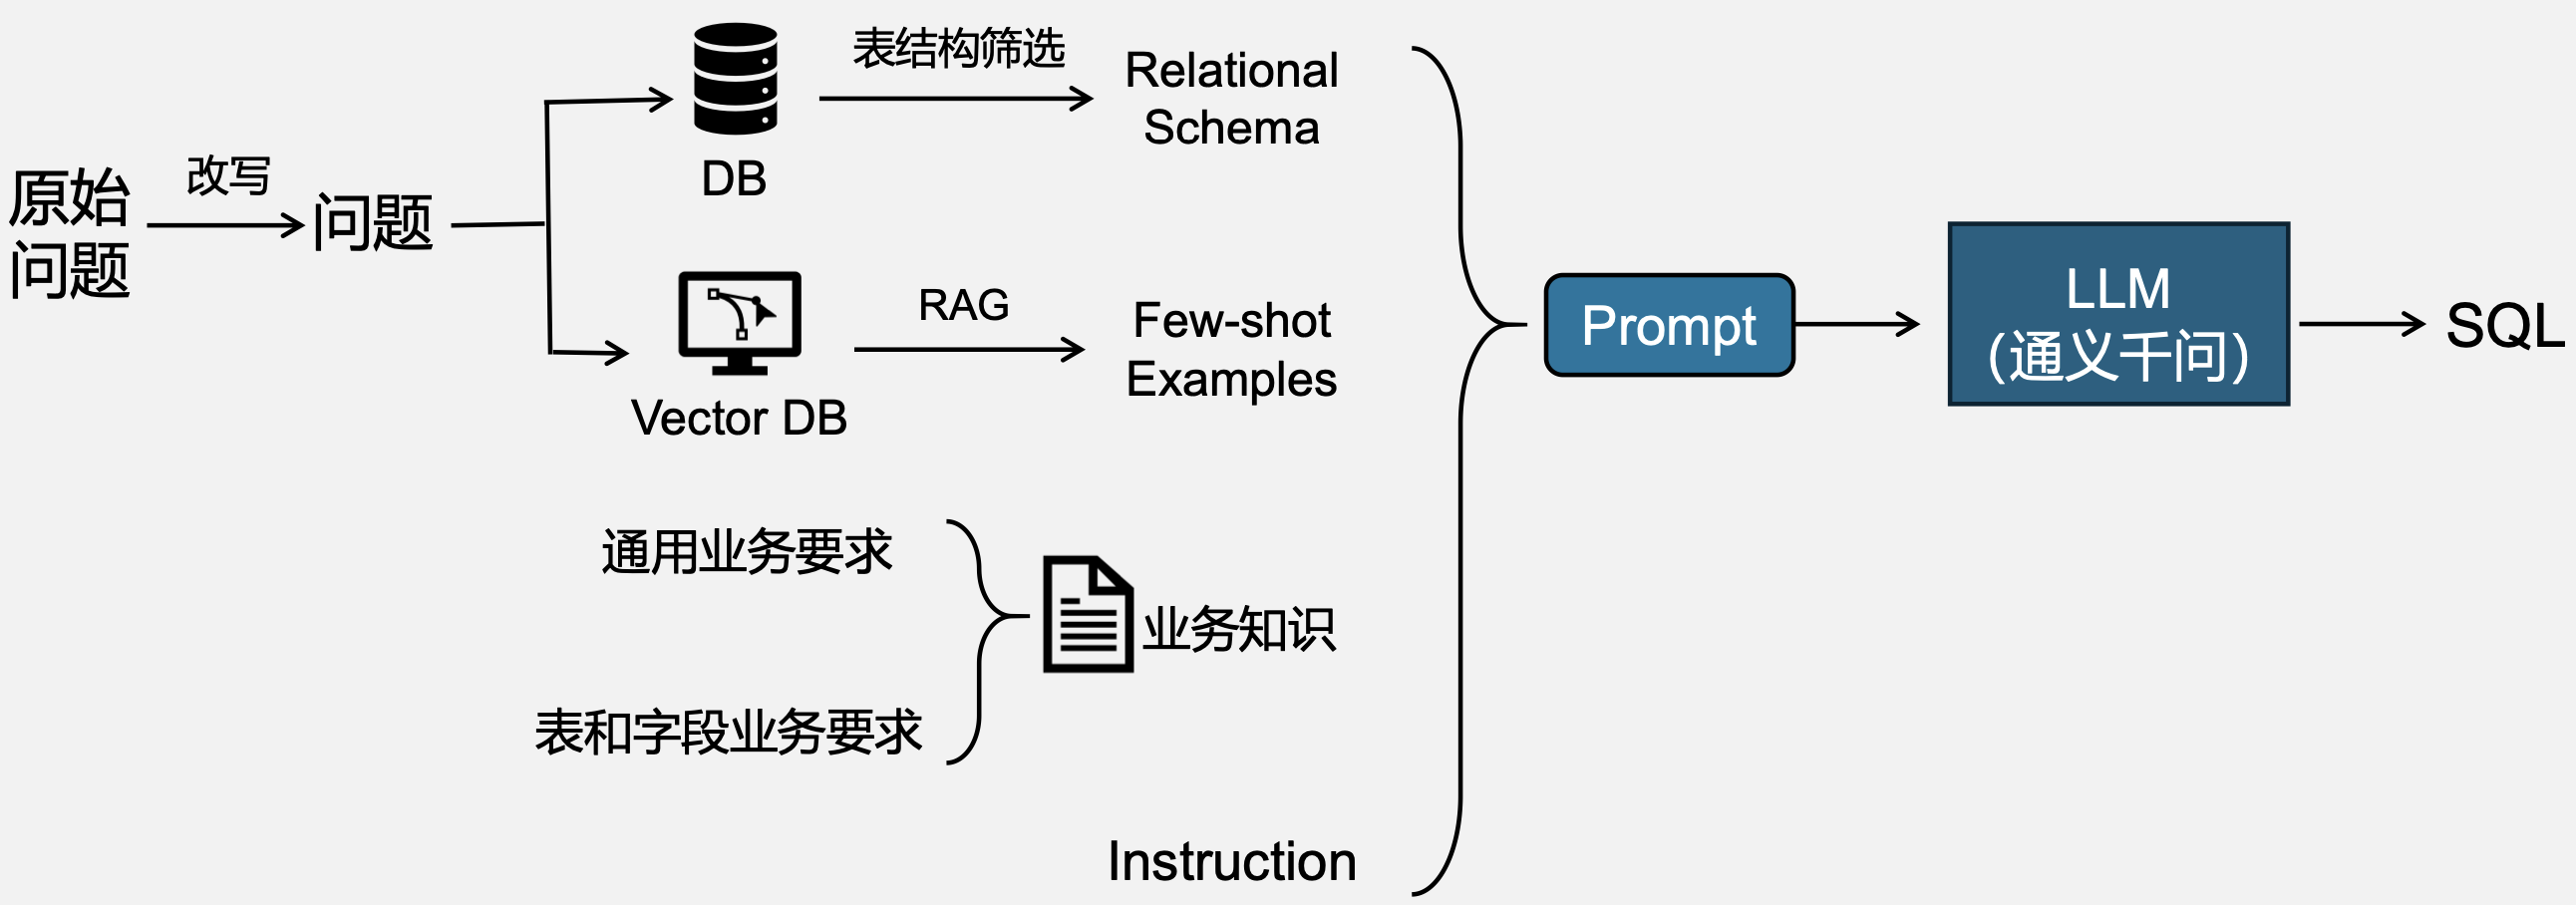 原始
问题
改写
问题
DB
表结构筛选
Relational
Schema
Vector DB
RAG
Few-shot
Examples
通用业务要求
表和字段业务要求
业务知识
Instruction
Prompt
LLM
(通义千问)
SQL